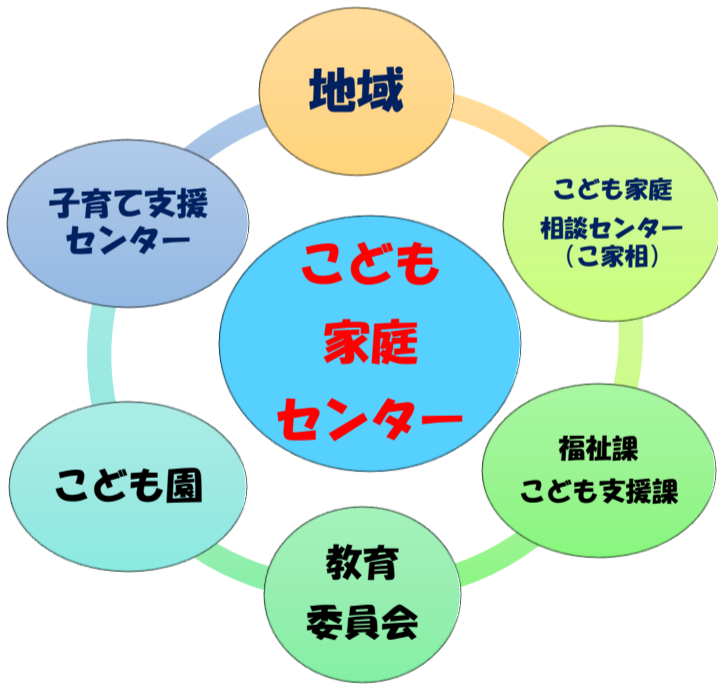 地域
こども家庭
相談センター
（こ家相）
福祉課
こども支援課
教育
委員会
こども園
子育て支援
センター
こども
家庭
センター